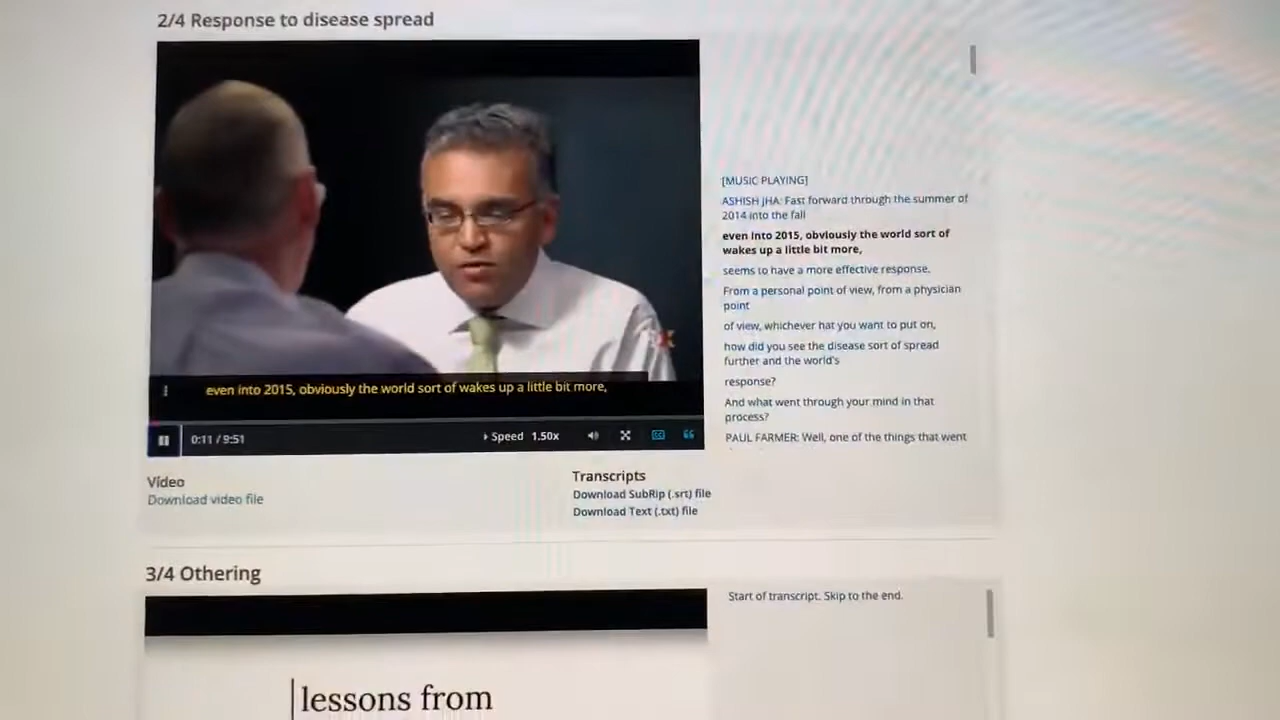 2/4 Response to disease spread
[MUSIC PLAYING]
ASHISH JHA: Fast forward through the summer of
2014 into the fall
even into 2015, obviously the world sort of
wakes up a little bit more,
seems to have a more effective response.
From a personal point of view, from a physician
point
of view, whichever hat you want to put on,
how did you see the disease sort of spread
further and the world's
response?
And what went through your mind in that
process?
PAUL FARMER: Well, one of the things that went
even into 2015, obviously the world sort of wakes up a little bit more,
0:11 / 9:51
Speed 1.50x
Video
Download video file
Transcripts
Download SubRip (.srt) file
Download Text (.txt) file
3/4 Othering
Start of transcript. Skip to the end.
lessons from